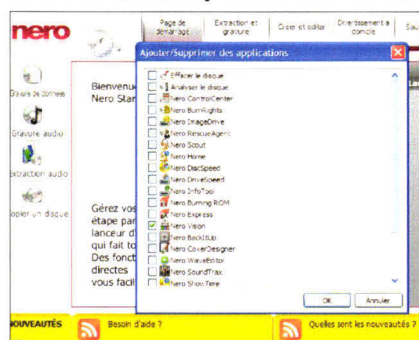 nero
Page de démarrage
Extraction et gravure
Créer et éditer
Divertissement à domicile
Ajouter/Supprimer des applications
Effacer le disque
Analyser le disque
Nero ControlCenter
Nero BurnRights
Nero ImageDrive
Nero RescueAgent
Nero Scout
Nero Home
Nero DiscSpeed
Nero DriveSpeed
Nero InfoTool
Nero Burning ROM
Nero Express
Nero Vision
Nero BackItUp
Nero CoverDesigner
Nero WaveEditor
Nero SoundTrax
Nero ShowTime
OK
Annuler
Gravure de données
Gravure audio
xtraction audio
opier un disque
Bienvenu
Nero Star
Gérez vos
étape par
lanceur d'
qui fait to
Des fonct
directes
vous facil
NOUVEAUTÉS
Besoin d'aide ?
Quelles sont les nouveautés ?